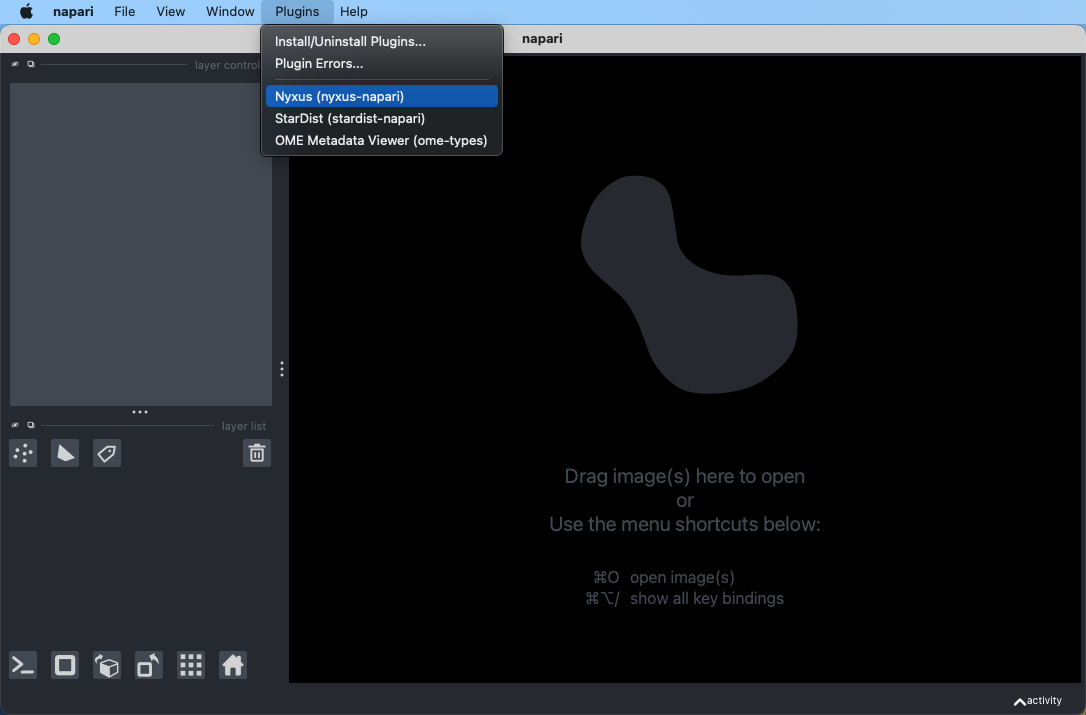 napari File View Window Plugins Help
napari
Install/Uninstall Plugins...
Plugin Errors...
Nyxus (nyxus-napari)
StarDist (stardist-napari)
OME Metadata Viewer (ome-types)
layer control
layer list
Drag image(s) here to open
or
Use the menu shortcuts below:
⌘O open image(s)
⌘⌥/ show all key bindings
activity